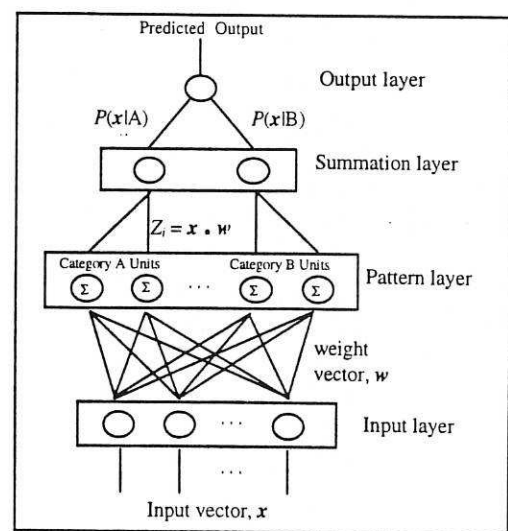 Predicted Output
Output layer
P(x|A) P(x|B)
Summation layer
Z_i = x • w
Category A Units Category B Units
Σ Σ ... Σ Σ
Pattern layer
weight
vector, w
...
Input layer
...
Input vector, x